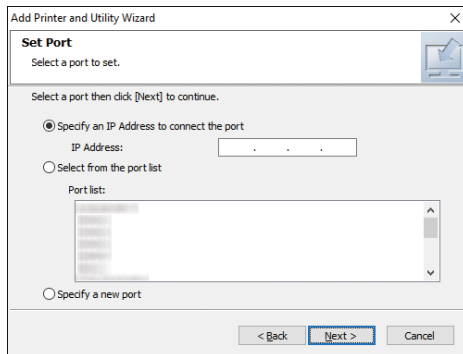 Add Printer and Utility Wizard
Set Port
Select a port to set.
Select a port then click [Next] to continue.
Specify an IP Address to connect the port
IP Address: . . .
Select from the port list
Port list:
Specify a new port
< Back Next > Cancel